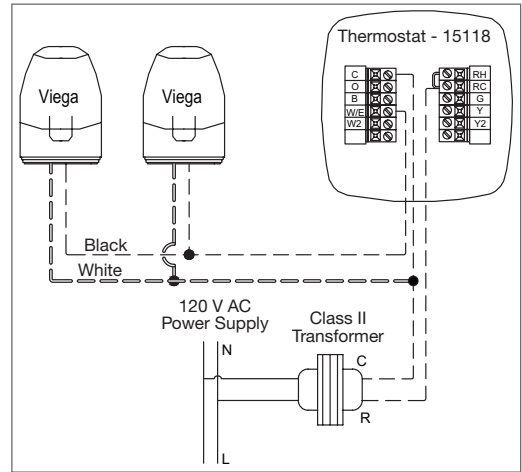 Thermostat - 15118
Viega
Viega
C
O
B
W/E
W2
RH
RC
G
Y
Y2
Black
White
120 V AC
Power Supply
Class II
Transformer
N
C
R
L